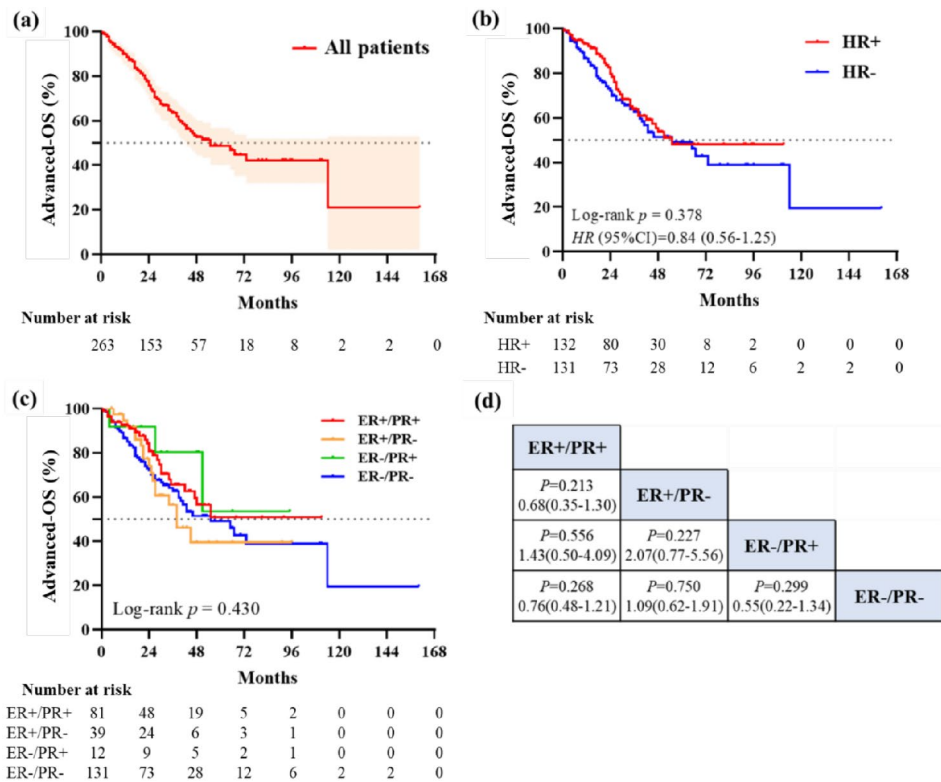 (a)
Advanced-OS (%)
100
80
60
40
20
0
All patients
0 24 48 72 96 120 144 168
Months
Number at risk
263 153 57 18 8 2 2 0
(b)
Advanced-OS (%)
100
80
60
40
20
0
HR+
HR-
Log-rank p = 0.378
HR (95%CI)=0.84 (0.56-1.25)
0 24 48 72 96 120 144 168
Months
Number at risk
HR+ 132 80 30 8 2 0 0 0
HR- 131 73 28 12 6 2 2 0
(c)
Advanced-OS (%)
100
80
60
40
20
0
ER+/PR+
ER+/PR-
ER-/PR+
ER-/PR-
Log-rank p = 0.430
0 24 48 72 96 120 144 168
Months
Number at risk
ER+/PR+ 81 48 19 5 2 0 0 0
ER+/PR- 39 24 6 3 1 0 0 0
ER-/PR+ 12 9 5 2 1 0 0 0
ER-/PR- 131 73 28 12 6 2 2 0
(d)
ER+/PR+
P=0.213 ER+/PR-
0.68(0.35-1.30)
P=0.556 P=0.227 ER-/PR+
1.43(0.50-4.09) 2.07(0.77-5.56)
P=0.268 P=0.750 P=0.299 ER-/PR-
0.76(0.48-1.21) 1.09(0.62-1.91) 0.55(0.22-1.34)